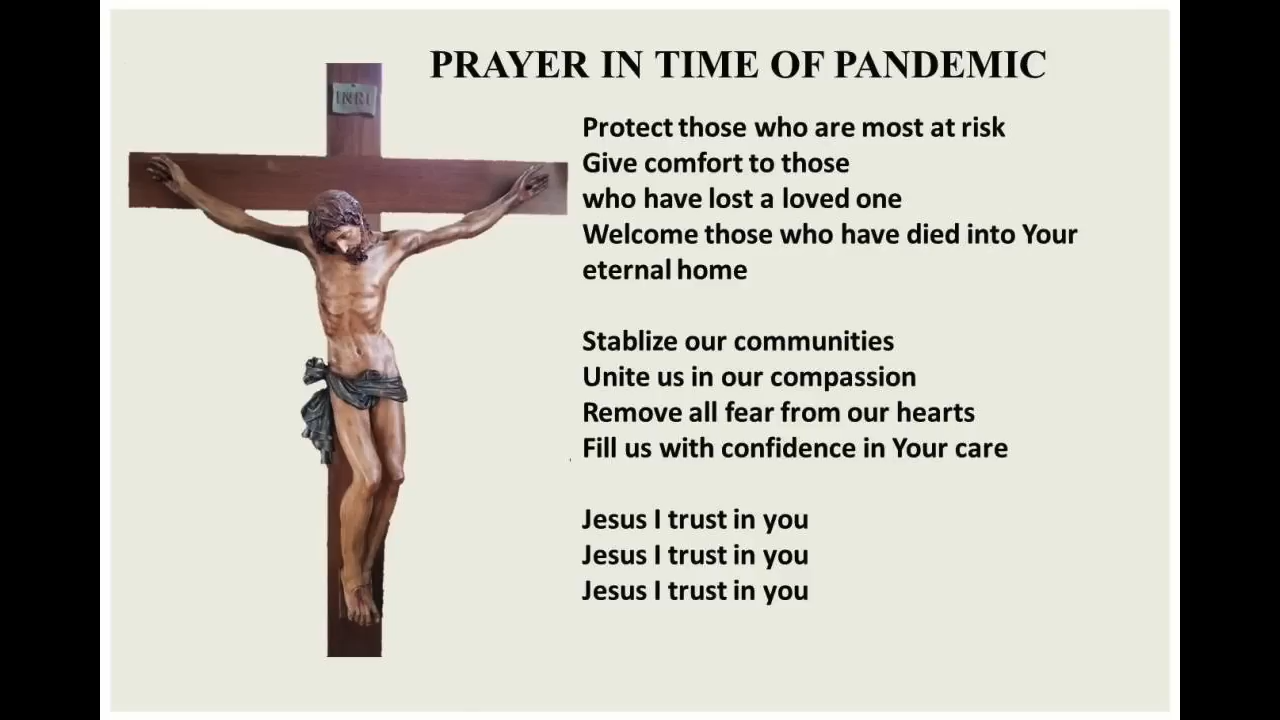 PRAYER IN TIME OF PANDEMIC
INRI
Protect those who are most at risk
Give comfort to those
who have lost a loved one
Welcome those who have died into Your
eternal home
Stablize our communities
Unite us in our compassion
Remove all fear from our hearts
Fill us with confidence in Your care
Jesus I trust in you
Jesus I trust in you
Jesus I trust in you